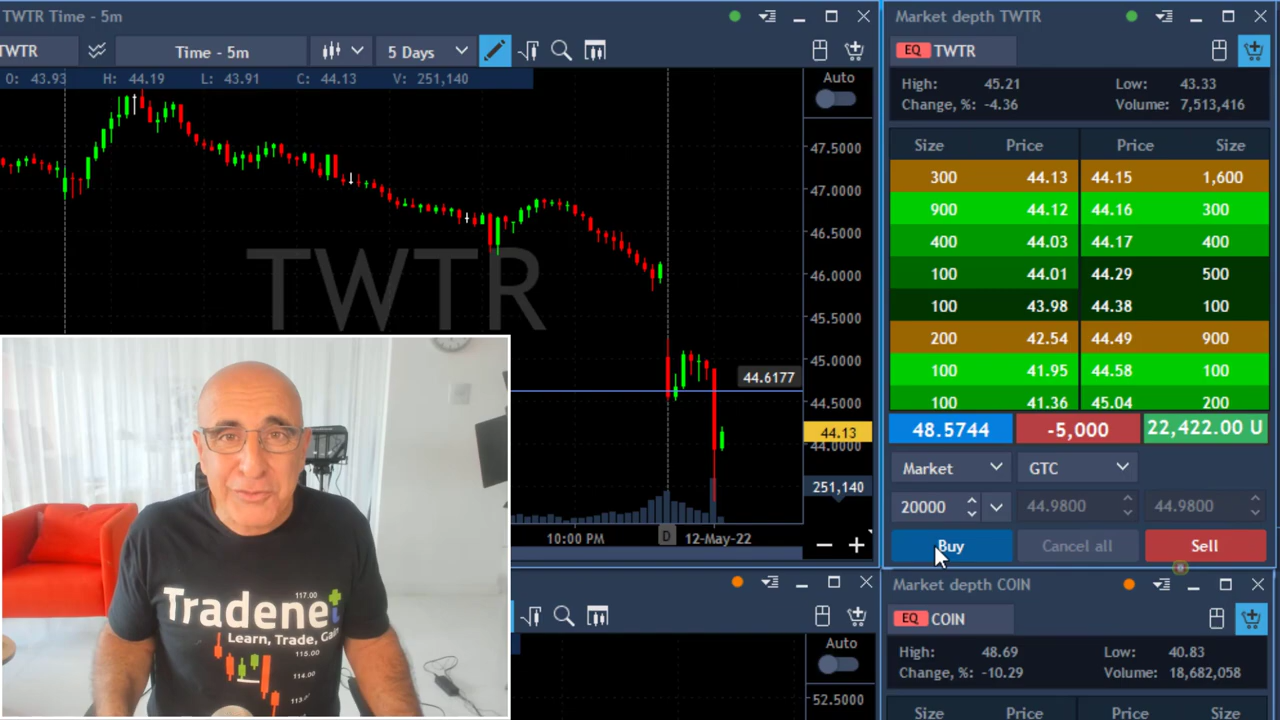 TWTR Time - 5m
TWTR
Time - 5m
5 Days
O: 43.93 H: 44.19 L: 43.91 C: 44.13 V: 251,140
Auto
47.5000
47.0000
46.5000
46.0000
45.5000
45.0000
44.6177
44.5000
44.13
44.0000
251,140
TWTR
10:00 PM
D
12-May-22
Market depth TWTR
EQ TWTR
High: 45.21 Low: 43.33
Change, %: -4.36 Volume: 7,513,416
Size Price Price Size
300 44.13 44.15 1,600
900 44.12 44.16 300
400 44.03 44.17 400
100 44.01 44.29 500
100 43.98 44.38 100
200 42.54 44.49 900
100 41.95 44.58 100
100 41.36 45.04 200
48.5744 -5,000 22,422.00 U
Market GTC
20000 44.9800 44.9800
Buy Cancel all Sell
Auto
52.5000
Market depth COIN
EQ COIN
High: 48.69 Low: 40.83
Change, %: -10.29 Volume: 18,682,058
Size Price Price Size
117.00
Tradenet
Learn, Trade, Gain
115.00
114.00